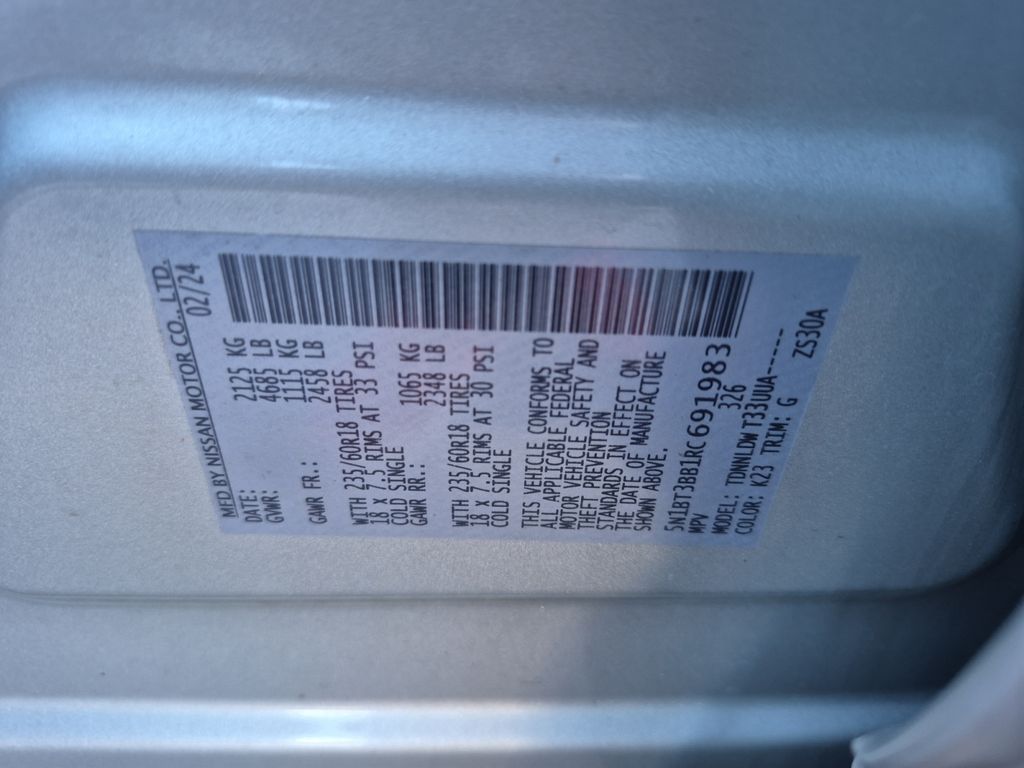 MFD BY NISSAN MOTOR CO., LTD.
DATE: 02/24
GVWR: 2125 KG
4685 LB
GAWR FR.: 1115 KG
2458 LB
WITH 235/60R18 TIRES
18 X 7.5 RIMS AT 33 PSI
COLD SINGLE
GAWR RR.: 1065 KG
2348 LB
WITH 235/60R18 TIRES
18 X 7.5 RIMS AT 30 PSI
COLD SINGLE
THIS VEHICLE CONFORMS TO
ALL APPLICABLE FEDERAL
MOTOR VEHICLE SAFETY AND
THEFT PREVENTION
STANDARDS IN EFFECT ON
THE DATE OF MANUFACTURE
SHOWN ABOVE.
5N1BT3BB1RC691983
MPV 326
MODEL: TDNNLDW T33UUA-----
COLOR: K23 TRIM: G ZS30A